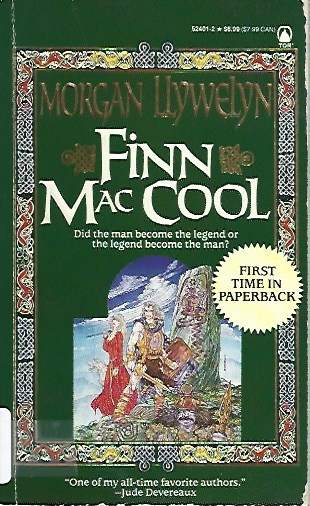 52401-2 ★ $6.99 ($7.99 CAN)
TOR
MORGAN LLYWELYN
FINN
MAC COOL
Did the man become the legend or
the legend become the man?
FIRST
TIME IN
PAPERBACK
"One of my all-time favorite authors."
—Jude Devereaux